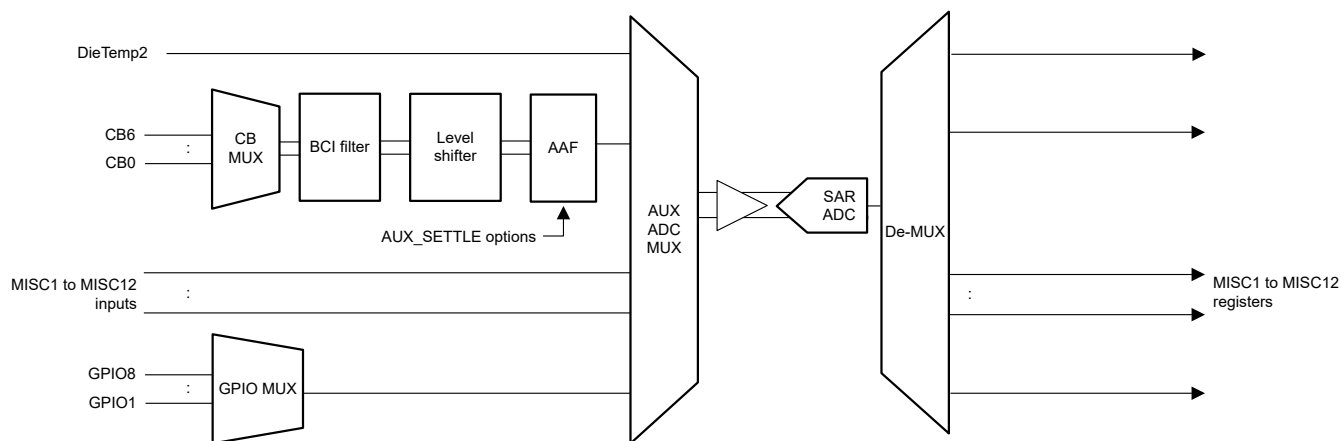 DieTemp2
CB6
:
CB0
CB
MUX
BCI filter
Level
shifter
AAF
AUX_SETTLE options
MISC1 to MISC12
inputs
:
GPIO8
:
GPIO1
GPIO MUX
AUX
ADC
MUX
SAR
ADC
De-MUX
:
MISC1 to MISC12
registers